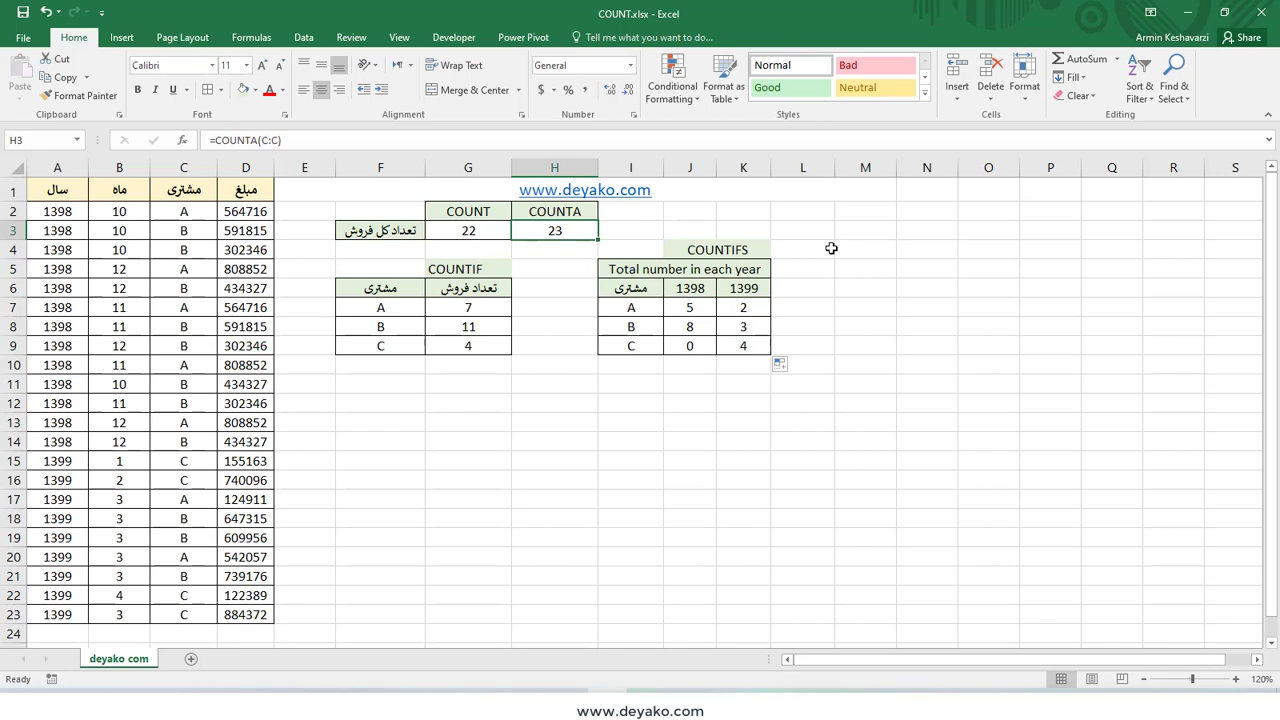 COUNT.xlsx - Excel
File Home Insert Page Layout Formulas Data Review View Developer Power Pivot Tell me what you want to do... Armin Keshavarzi Share
Cut
Copy
Format Painter
Paste
Clipboard
Calibri 11
B I U A
Font
Wrap Text
Merge & Center
Alignment
General
$ % ,
Number
Conditional Formatting
Format as Table
Normal Bad
Good Neutral
Styles
Insert Delete Format
Cells
AutoSum
Fill
Clear
Sort & Filter
Find & Select
Editing
H3 fx =COUNTA(C:C)
A B C D E F G H I J K L M N O P Q R S
1 سال ماه مشتری مبلغ www.deyako.com
2 1398 10 A 564716 COUNT COUNTA
3 1398 10 B 591815 تعداد کل فروش 22 23
4 1398 10 B 302346 COUNTIFS
5 1398 12 A 808852 COUNTIF Total number in each year
6 1398 12 B 434327 مشتری تعداد فروش مشتری 1398 1399
7 1398 11 A 564716 A 7 A 5 2
8 1398 11 B 591815 B 11 B 8 3
9 1398 12 B 302346 C 4 C 0 4
10 1398 11 A 808852
11 1398 10 B 434327
12 1398 11 B 302346
13 1398 12 A 808852
14 1398 12 B 434327
15 1399 1 C 155163
16 1399 2 C 740096
17 1399 3 A 124911
18 1399 3 B 647315
19 1399 3 B 609956
20 1399 3 A 542057
21 1399 3 B 739176
22 1399 4 C 122389
23 1399 3 C 884372
24
deyako com
Ready 120%
www.deyako.com